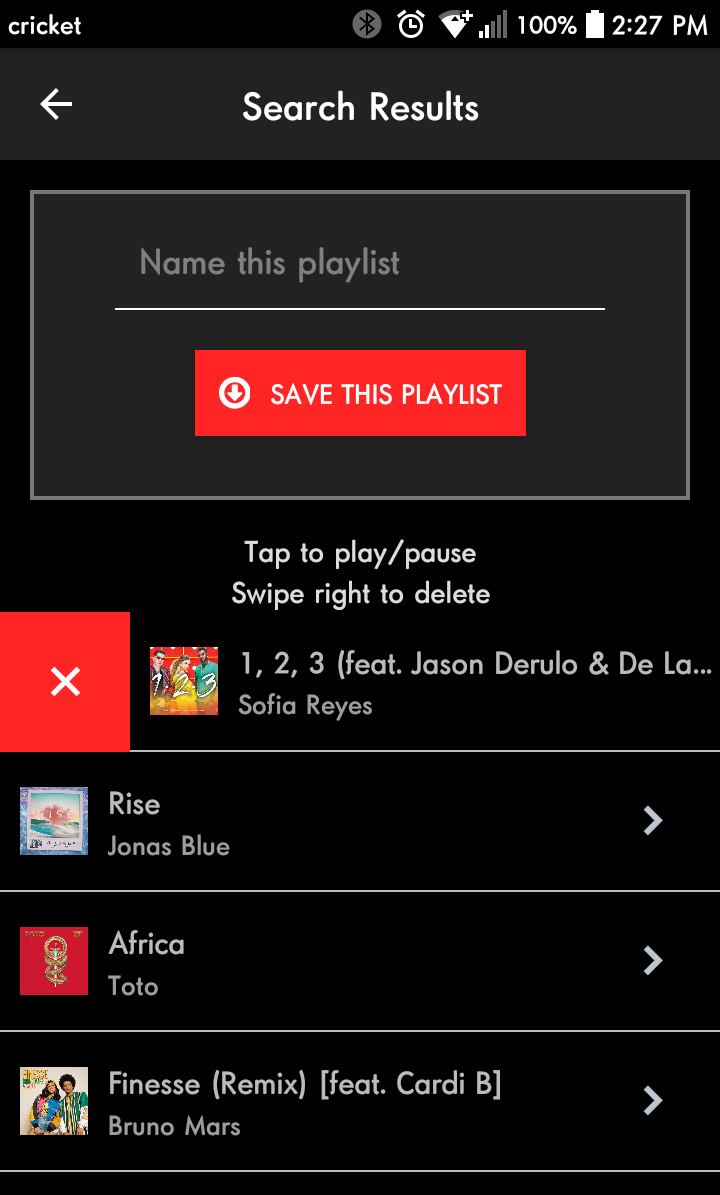 cricket 100% 2:27 PM
Search Results
Name this playlist
SAVE THIS PLAYLIST
Tap to play/pause
Swipe right to delete
1, 2, 3 (feat. Jason Derulo & De La...
Sofia Reyes
Rise
Jonas Blue
Africa
Toto
Finesse (Remix) [feat. Cardi B]
Bruno Mars